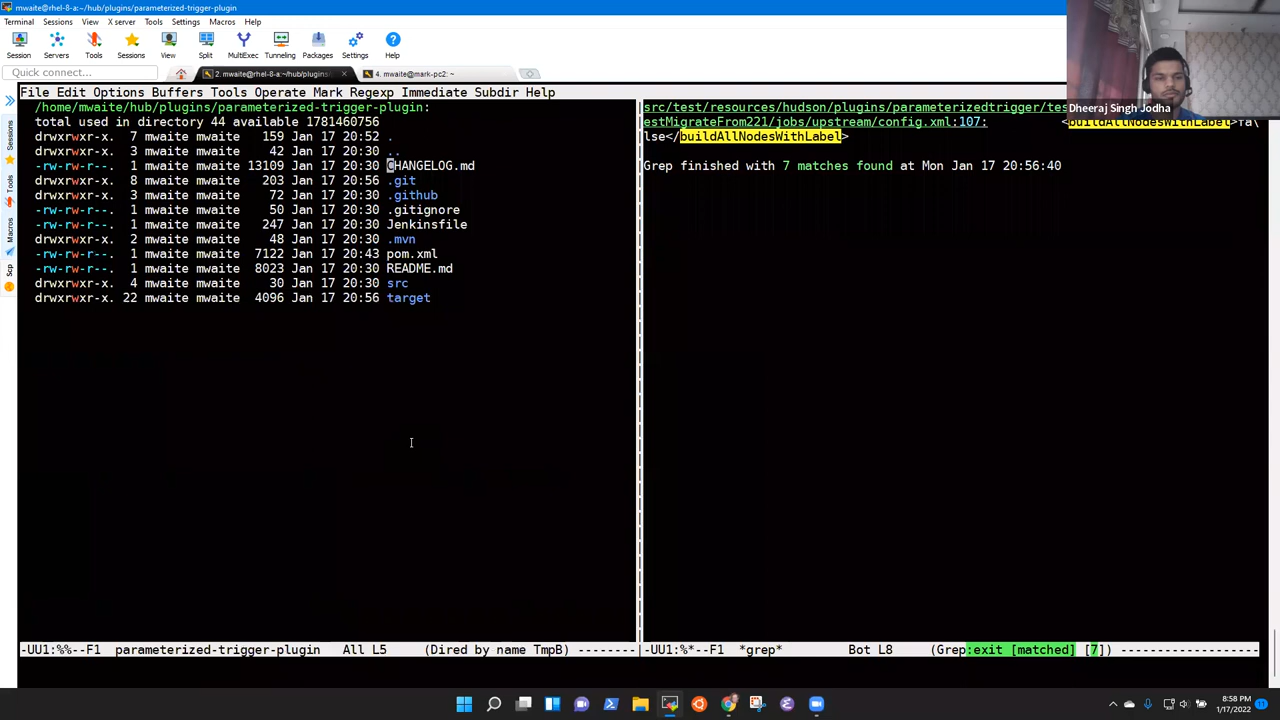 mwaite@rhel-8-a:~/hub/plugins/parameterized-trigger-plugin
Terminal Sessions View X server Tools Settings Macros Help
Session Servers Tools Sessions View Split MultiExec Tunneling Packages Settings Help
Quick connect...
2. mwaite@rhel-8-a:~/hub/plugins/
4. mwaite@mark-pc2: ~
Dheeraj Singh Jodha
Sessions
Tools
Macros
Scp
File Edit Options Buffers Tools Operate Mark Regexp Immediate Subdir Help
/home/mwaite/hub/plugins/parameterized-trigger-plugin:
total used in directory 44 available 1781460756
drwxrwxr-x. 7 mwaite mwaite 159 Jan 17 20:52 .
drwxrwxr-x. 3 mwaite mwaite 42 Jan 17 20:30 ..
-rw-rw-r--. 1 mwaite mwaite 13109 Jan 17 20:30 CHANGELOG.md
drwxrwxr-x. 8 mwaite mwaite 203 Jan 17 20:56 .git
drwxrwxr-x. 3 mwaite mwaite 72 Jan 17 20:30 .github
-rw-rw-r--. 1 mwaite mwaite 50 Jan 17 20:30 .gitignore
-rw-rw-r--. 1 mwaite mwaite 247 Jan 17 20:30 Jenkinsfile
drwxrwxr-x. 2 mwaite mwaite 48 Jan 17 20:30 .mvn
-rw-rw-r--. 1 mwaite mwaite 7122 Jan 17 20:43 pom.xml
-rw-rw-r--. 1 mwaite mwaite 8023 Jan 17 20:30 README.md
drwxrwxr-x. 4 mwaite mwaite 30 Jan 17 20:30 src
drwxrwxr-x. 22 mwaite mwaite 4096 Jan 17 20:56 target
src/test/resources/hudson/plugins/parameterizedtrigger/tes
estMigrateFrom221/jobs/upstream/config.xml:107: <buildAllNodesWithLabel>fa\
lse</buildAllNodesWithLabel>
Grep finished with 7 matches found at Mon Jan 17 20:56:40
-UU1:%%--F1 parameterized-trigger-plugin All L5 (Dired by name TmpB) --------
-UU1:%*--F1 *grep* Bot L8 (Grep:exit [matched] [7]) -------------------
8:58 PM
1/17/2022